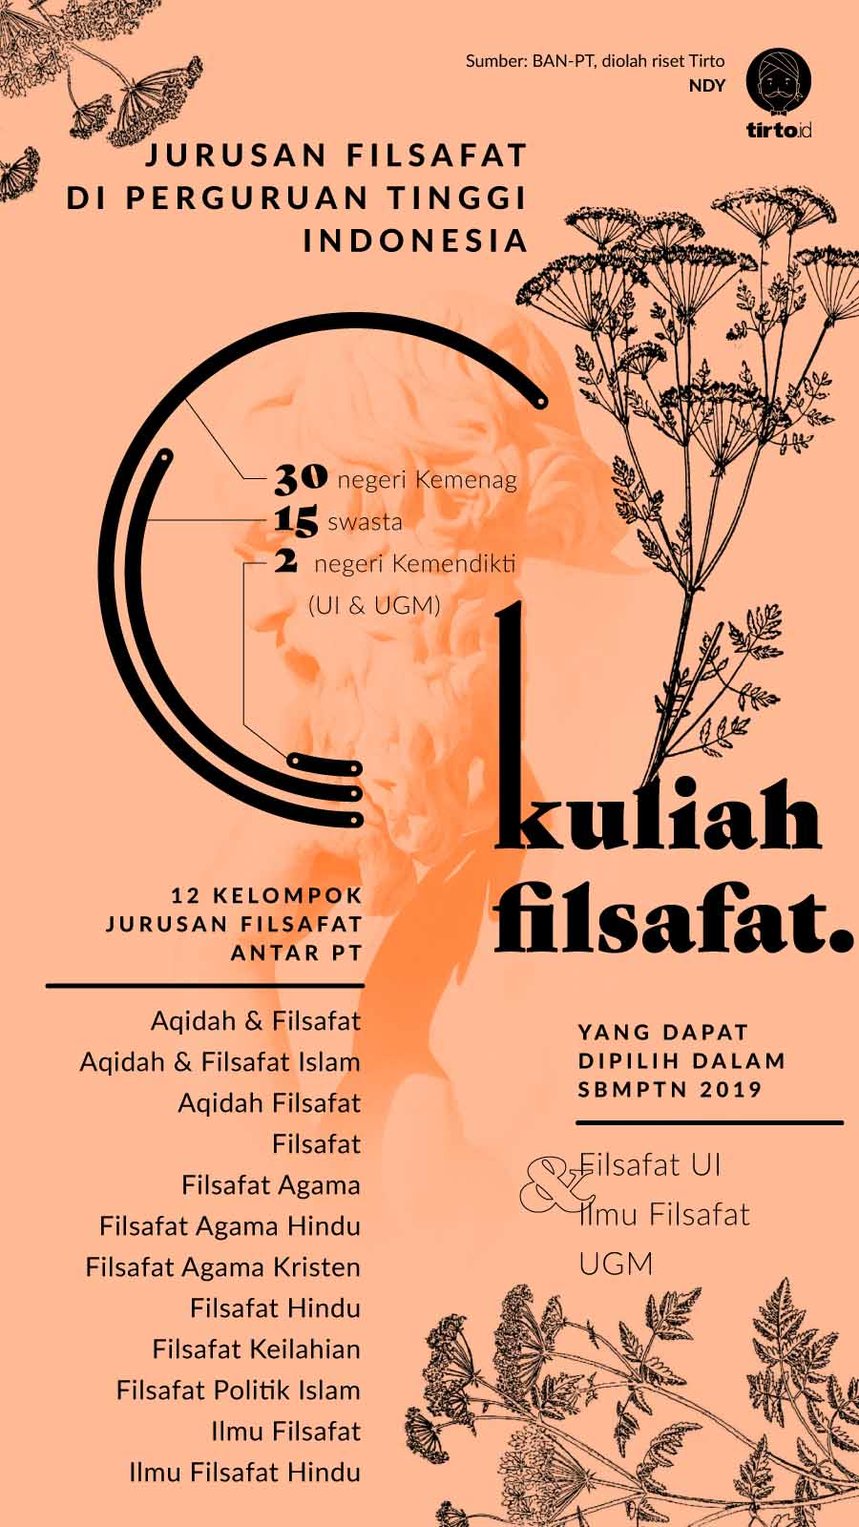 Sumber: BAN-PT, diolah riset Tirto
NDY
tirto.id
JURUSAN FILSAFAT
DI PERGURUAN TINGGI
INDONESIA
30 negeri Kemenag
15 swasta
2 negeri Kemendikti
(UI & UGM)
kuliah
filsafat.
12 KELOMPOK
JURUSAN FILSAFAT
ANTAR PT
Aqidah & Filsafat
Aqidah & Filsafat Islam
Aqidah Filsafat
Filsafat
Filsafat Agama
Filsafat Agama Hindu
Filsafat Agama Kristen
Filsafat Hindu
Filsafat Keilahian
Filsafat Politik Islam
Ilmu Filsafat
Ilmu Filsafat Hindu
YANG DAPAT
DIPILIH DALAM
SBMPTN 2019
Filsafat UI
&
Ilmu Filsafat
UGM